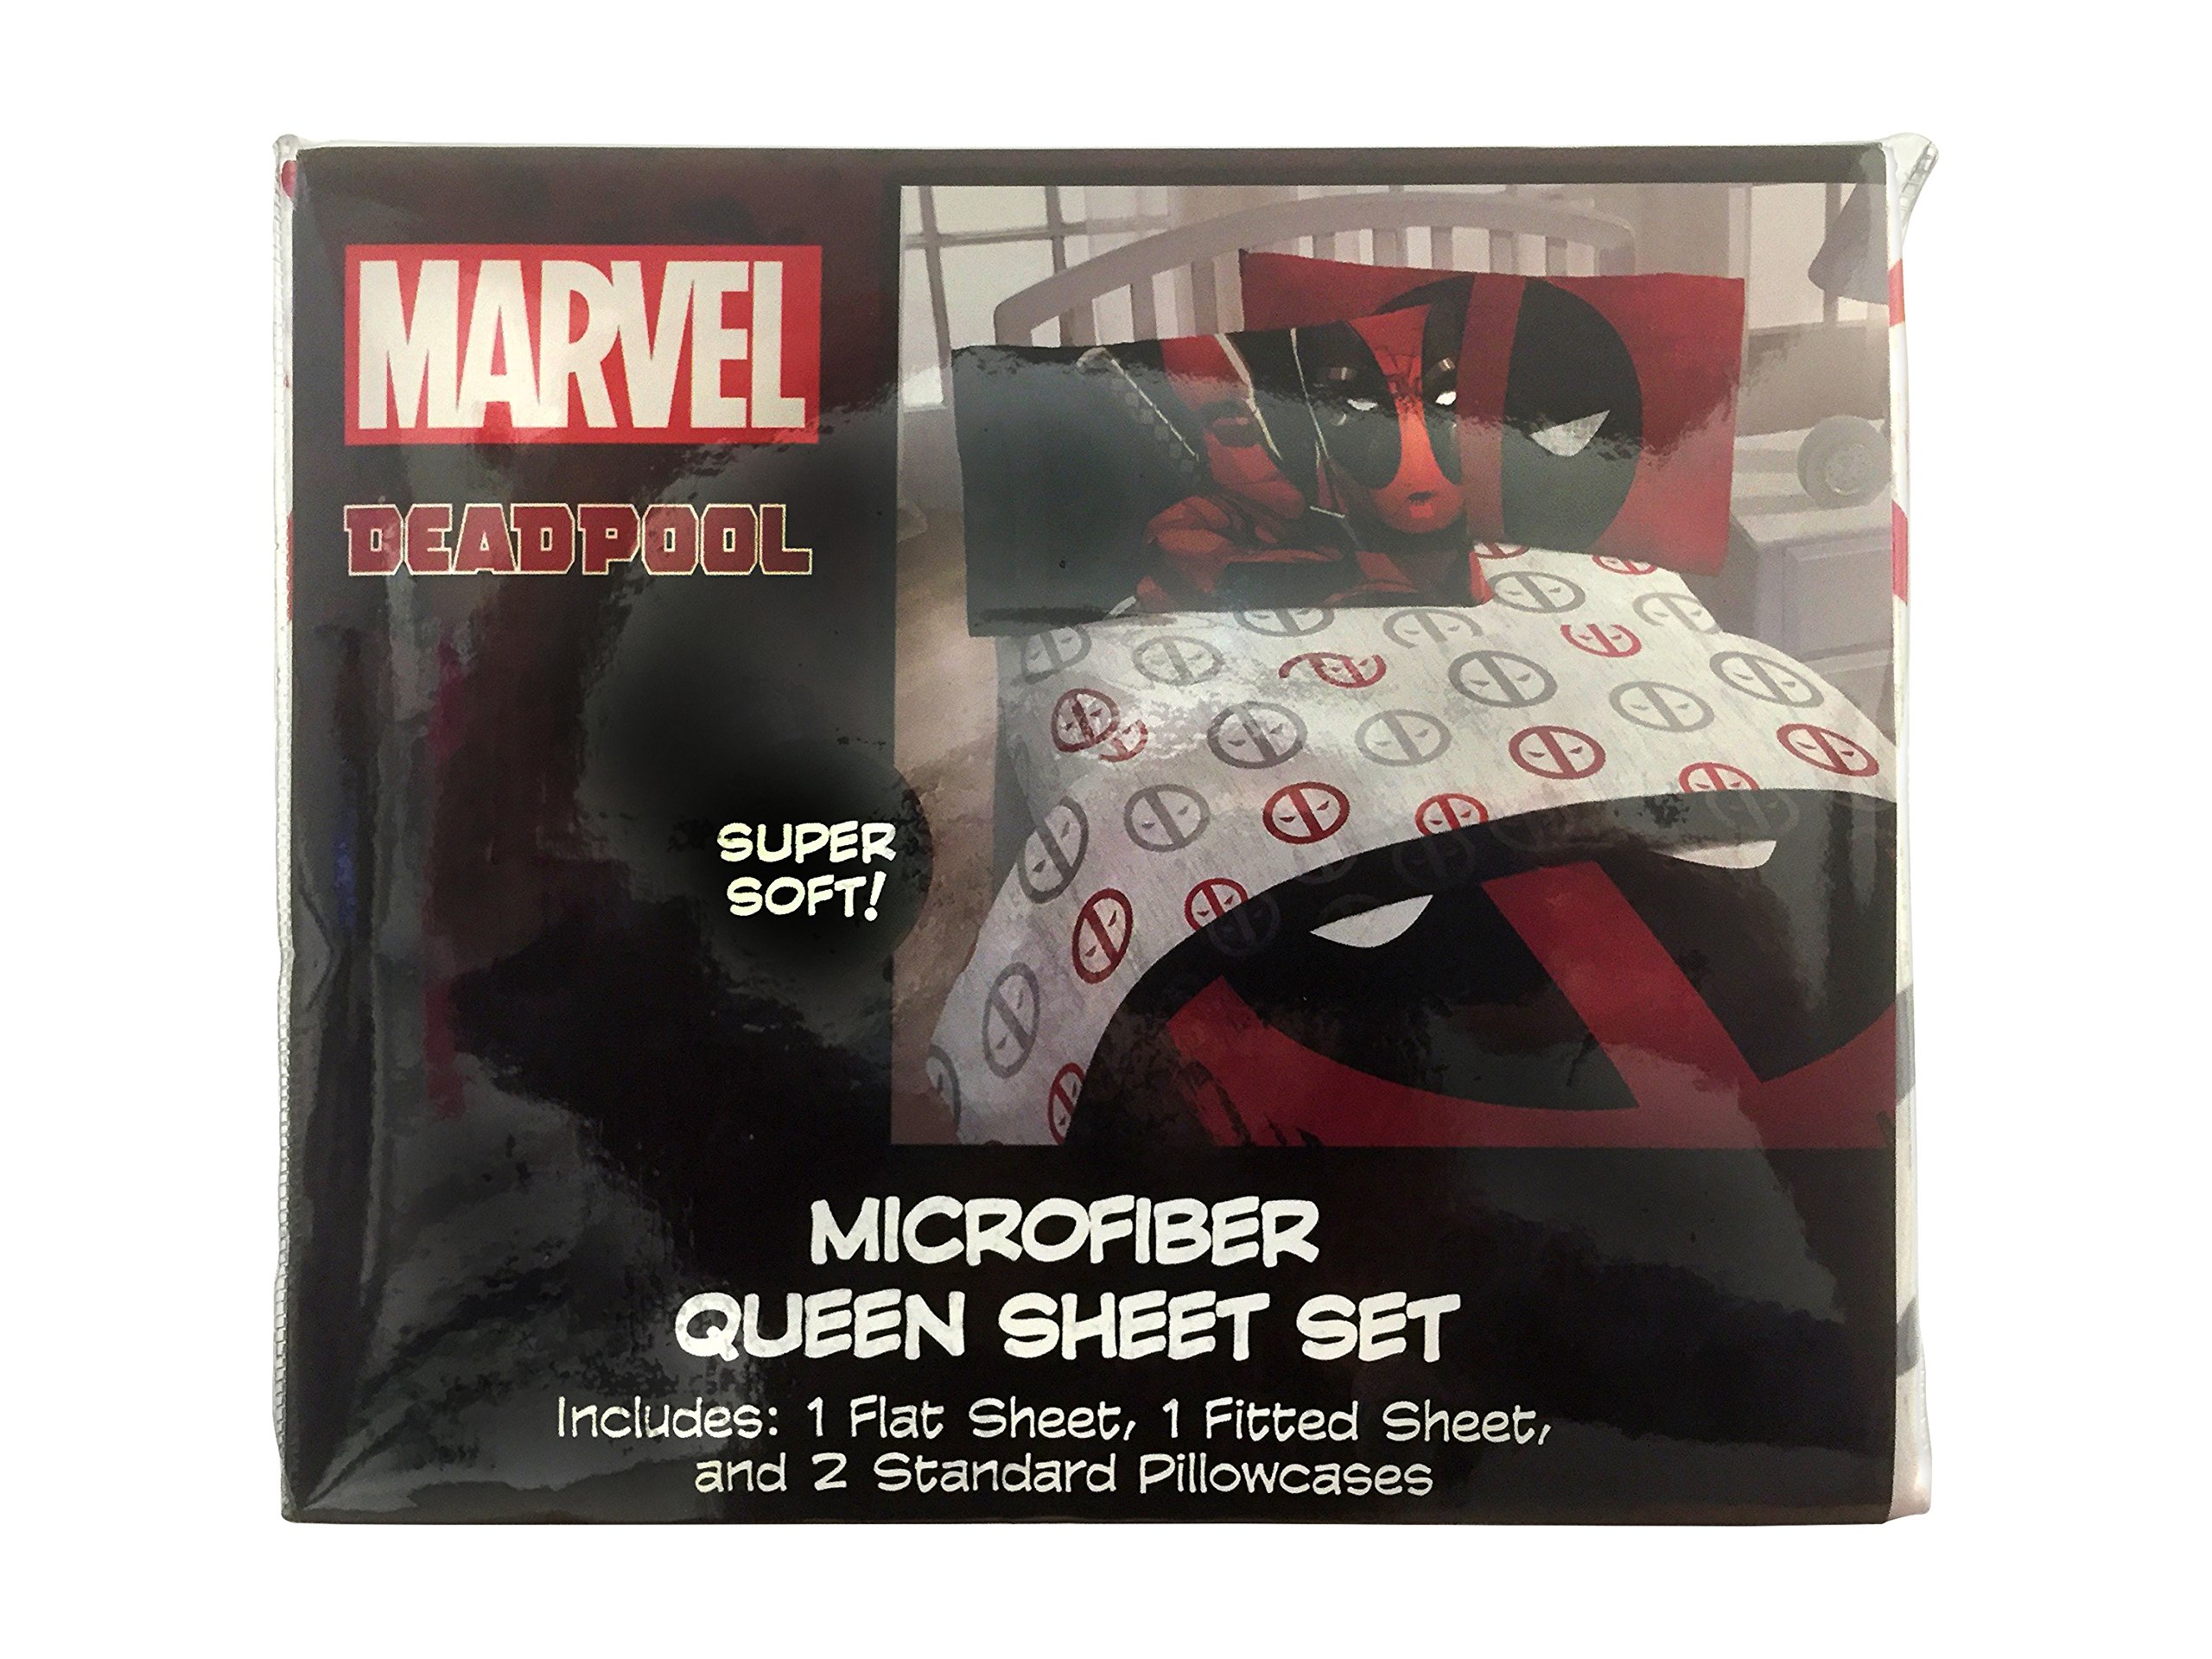 MARVEL
DEADPOOL
SUPER
SOFT!
MICROFIBER
QUEEN SHEET SET
Includes: 1 Flat Sheet, 1 Fitted Sheet,
and 2 Standard Pillowcases